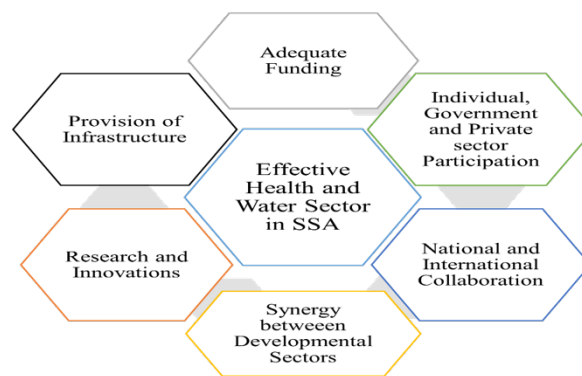 Adequate
Funding
Provision of
Infrastructure
Individual,
Government
and Private
sector
Participation
Effective
Health and
Water Sector
in SSA
Research and
Innovations
National and
International
Collaboration
Synergy
betweeen
Developmental
Sectors